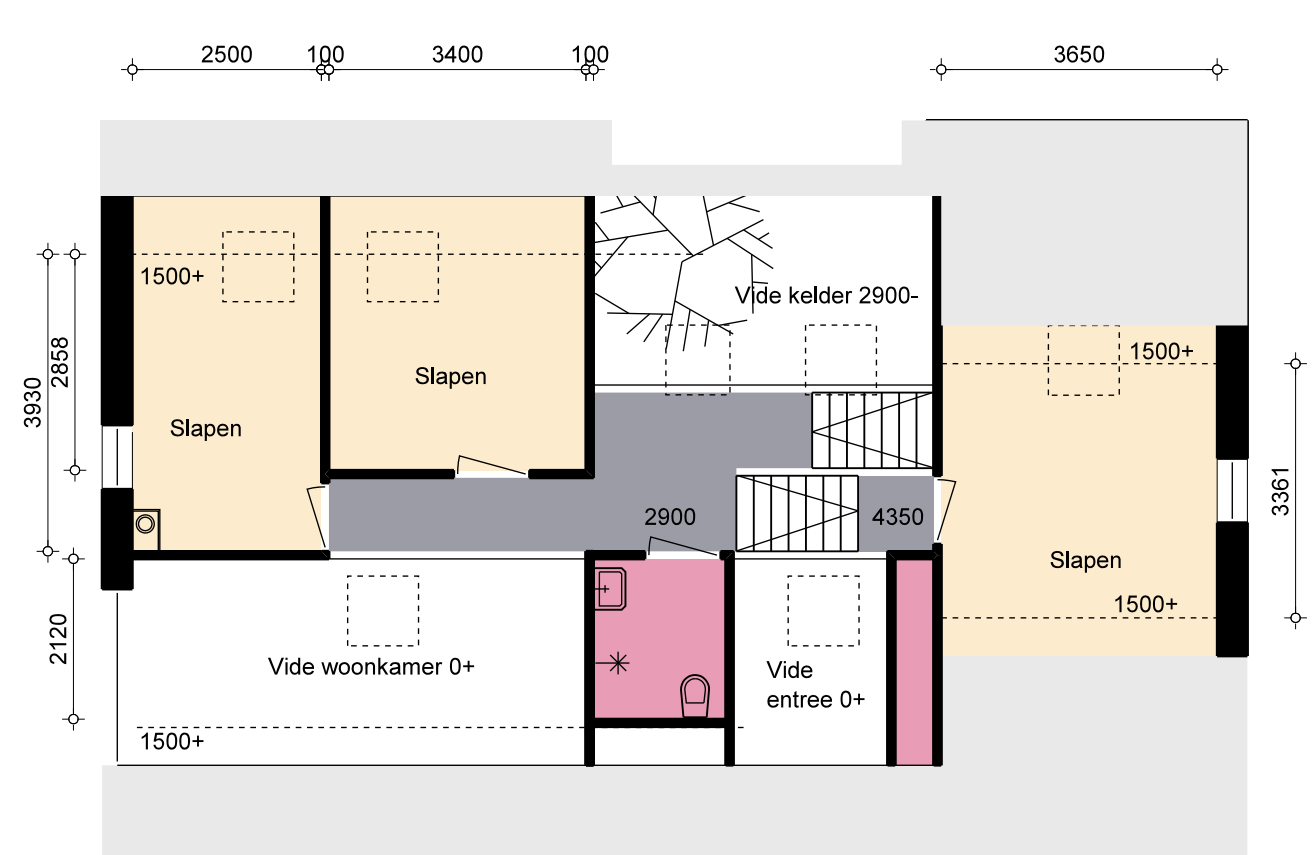 2500
100
3400
100
3650
1500+
Vide kelder 2900-
1500+
2858
3930
Slapen
Slapen
3361
2900
4350
Slapen
1500+
2120
Vide woonkamer 0+
Vide
entree 0+
1500+